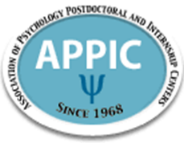 ASSOCIATION OF PSYCHOLOGY POSTDOCTORAL AND INTERNSHIP CENTERS
APPIC
Ψ
SINCE 1968